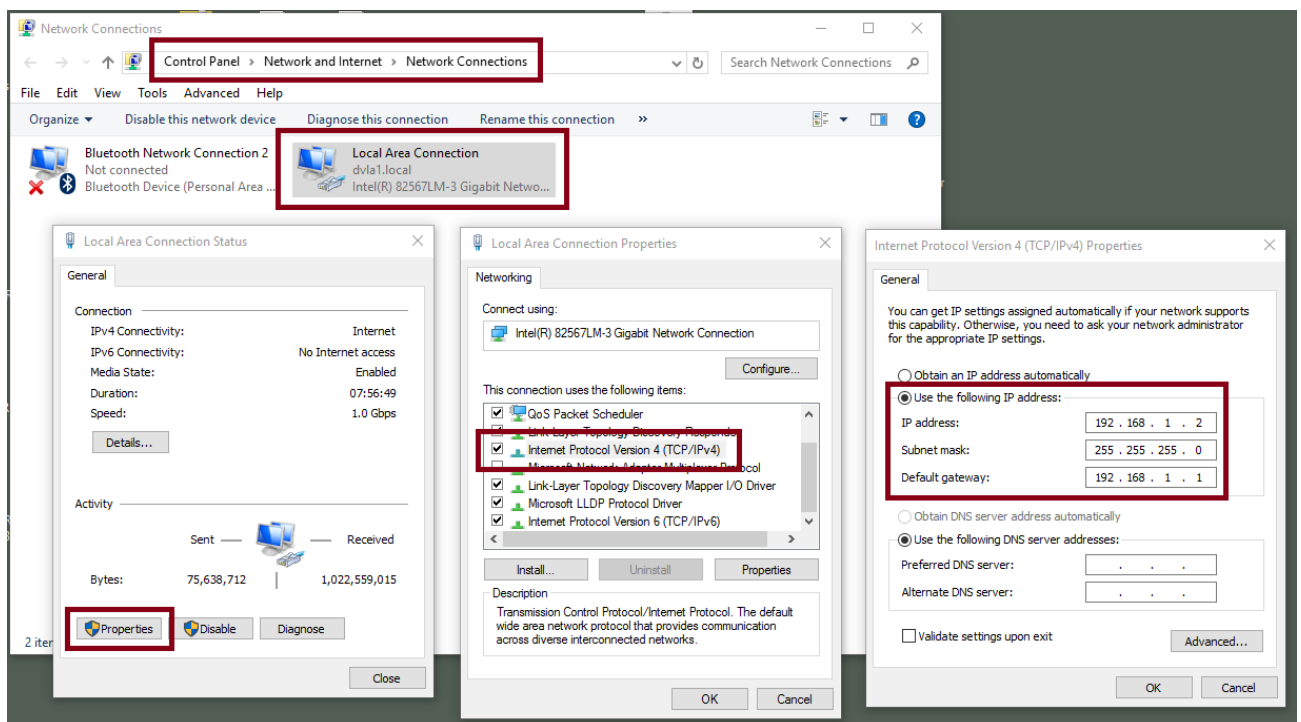 Network Connections
Control Panel > Network and Internet > Network Connections
Search Network Connections
File Edit View Tools Advanced Help
Organize Disable this network device Diagnose this connection Rename this connection »
Bluetooth Network Connection 2
Not connected
Bluetooth Device (Personal Area ...
Local Area Connection
dvla1.local
Intel(R) 82567LM-3 Gigabit Netwo...
2 iter
Local Area Connection Status
General
Connection
IPv4 Connectivity: Internet
IPv6 Connectivity: No Internet access
Media State: Enabled
Duration: 07:56:49
Speed: 1.0 Gbps
Details...
Activity
Sent — — Received
Bytes: 75,638,712 1,022,559,015
Properties Disable Diagnose
Close
Local Area Connection Properties
Networking
Connect using:
Intel(R) 82567LM-3 Gigabit Network Connection
Configure...
This connection uses the following items:
QoS Packet Scheduler
Link-Layer Topology Discovery Responder
Internet Protocol Version 4 (TCP/IPv4)
Microsoft Network Adapter Multiplexor Protocol
Link-Layer Topology Discovery Mapper I/O Driver
Microsoft LLDP Protocol Driver
Internet Protocol Version 6 (TCP/IPv6)
Install... Uninstall Properties
Description
Transmission Control Protocol/Internet Protocol. The default
wide area network protocol that provides communication
across diverse interconnected networks.
OK Cancel
Internet Protocol Version 4 (TCP/IPv4) Properties
General
You can get IP settings assigned automatically if your network supports
this capability. Otherwise, you need to ask your network administrator
for the appropriate IP settings.
Obtain an IP address automatically
Use the following IP address:
IP address: 192 . 168 . 1 . 2
Subnet mask: 255 . 255 . 255 . 0
Default gateway: 192 . 168 . 1 . 1
Obtain DNS server address automatically
Use the following DNS server addresses:
Preferred DNS server: . . .
Alternate DNS server: . . .
Validate settings upon exit
Advanced...
OK Cancel